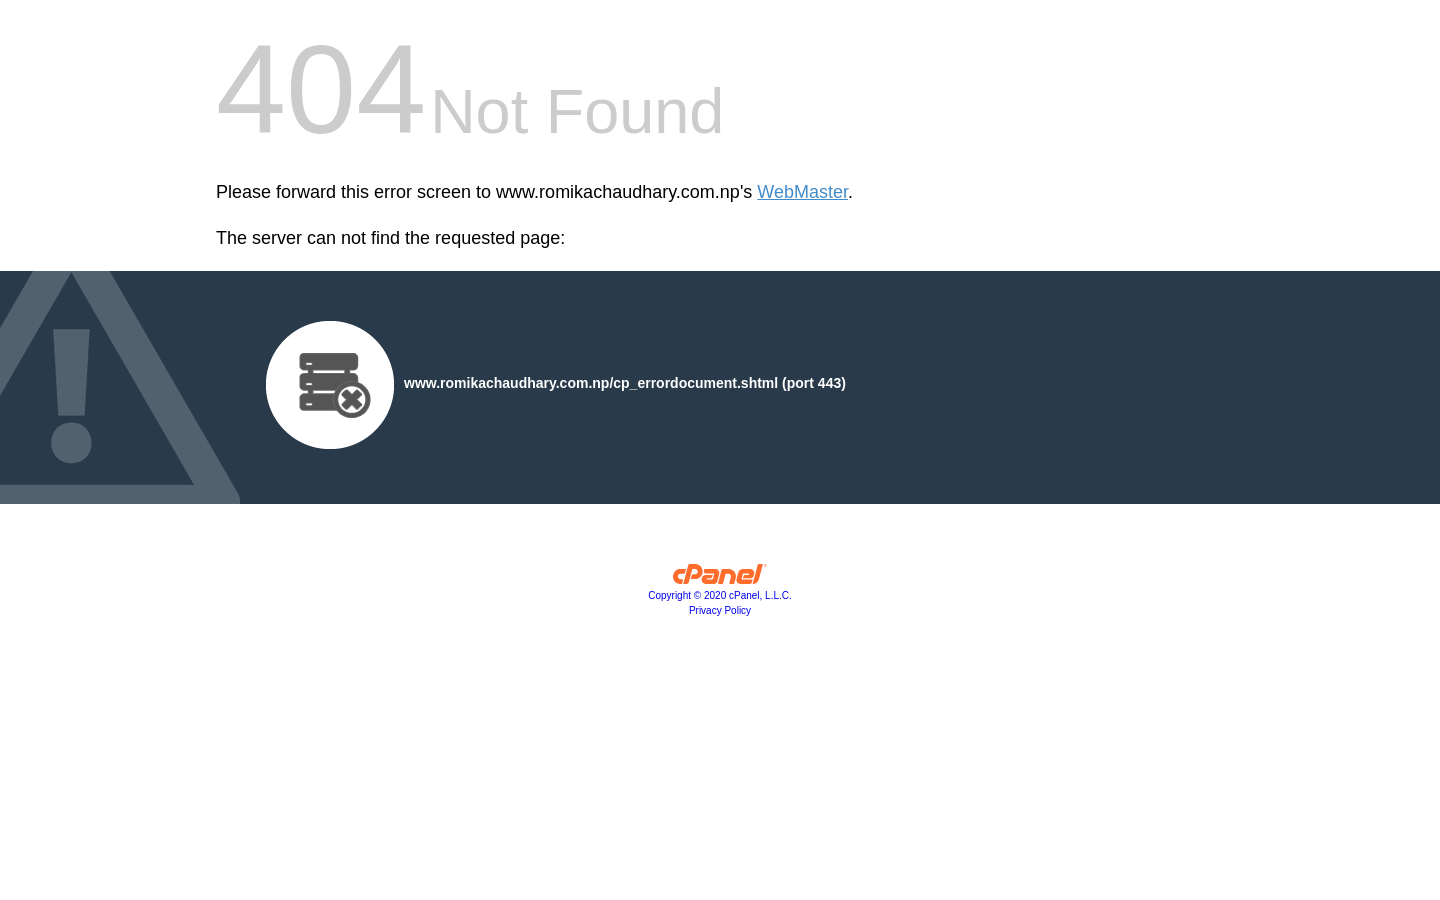 404 Not Found
Please forward this error screen to www.romikachaudhary.com.np's WebMaster.
The server can not find the requested page:
www.romikachaudhary.com.np/cp_errordocument.shtml (port 443)
cPanel
Copyright © 2020 cPanel, L.L.C.
Privacy Policy